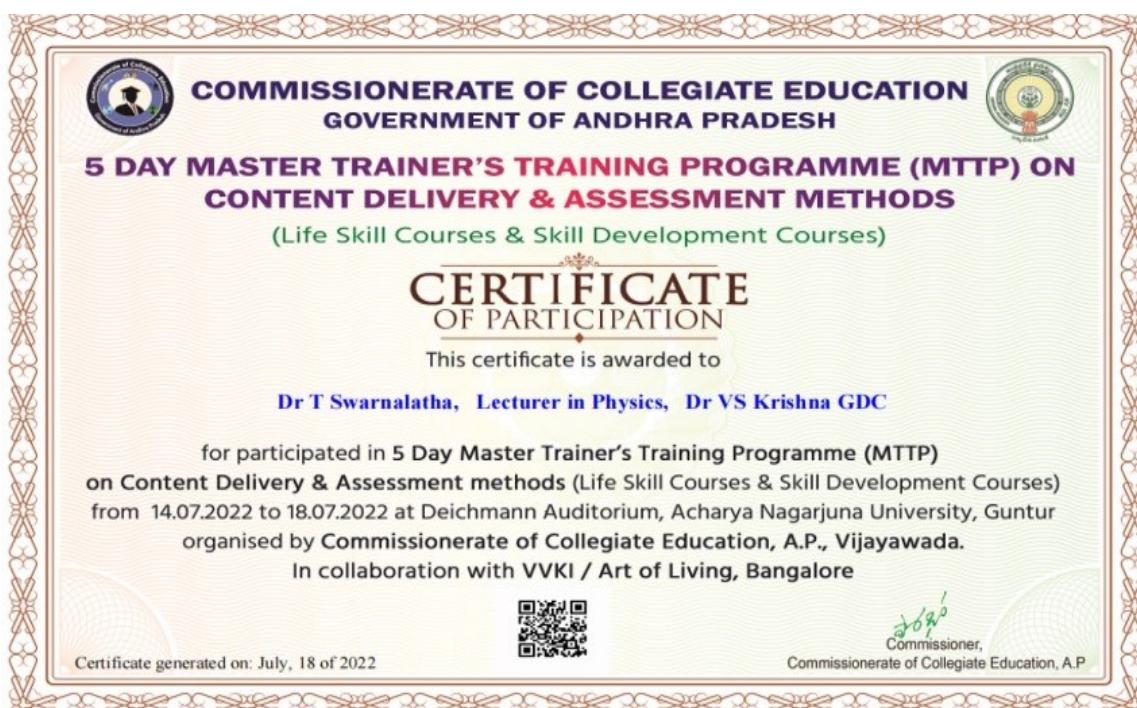 COMMISSIONERATE OF COLLEGIATE EDUCATION
GOVERNMENT OF ANDHRA PRADESH
5 DAY MASTER TRAINER'S TRAINING PROGRAMME (MTTP) ON
CONTENT DELIVERY & ASSESSMENT METHODS
(Life Skill Courses & Skill Development Courses)
CERTIFICATE
OF PARTICIPATION
This certificate is awarded to
Dr T Swarnalatha, Lecturer in Physics, Dr VS Krishna GDC
for participated in 5 Day Master Trainer's Training Programme (MTTP)
on Content Delivery & Assessment methods (Life Skill Courses & Skill Development Courses)
from 14.07.2022 to 18.07.2022 at Deichmann Auditorium, Acharya Nagarjuna University, Guntur
organised by Commissionerate of Collegiate Education, A.P., Vijayawada.
In collaboration with VVKI / Art of Living, Bangalore
Commissioner,
Certificate generated on: July, 18 of 2022
Commissionerate of Collegiate Education, A.P